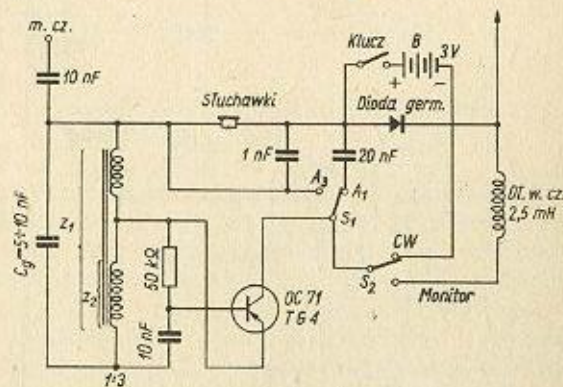 m. cz.
10 nF
Słuchawki
Klucz
B
3V
+
−
Dioda germ.
1 nF
20 nF
A₃
A₁
S₁
Cg=5÷10 nF
z₁
z₂
50 kΩ
10 nF
OC 71
TG 4
CW
S₂
Monitor
Dł. w. cz.
2,5 mH
1:3